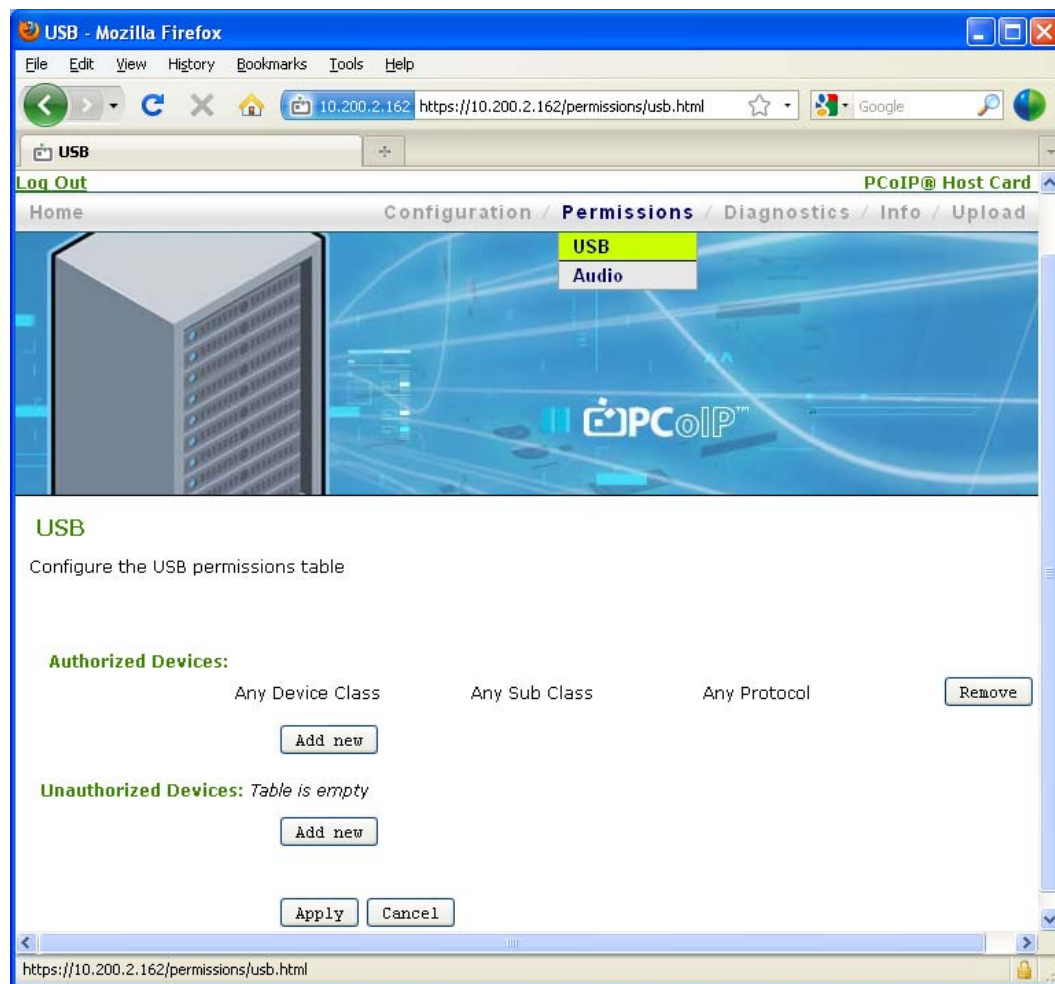 USB - Mozilla Firefox
File Edit View History Bookmarks Tools Help
10.200.2.162 https://10.200.2.162/permissions/usb.html Google
USB
Log Out PCoIP® Host Card
Home Configuration / Permissions / Diagnostics / Info / Upload
USB
Audio
PCoIP™
USB
Configure the USB permissions table
Authorized Devices:
Any Device Class Any Sub Class Any Protocol Remove
Add new
Unauthorized Devices: Table is empty
Add new
Apply Cancel
https://10.200.2.162/permissions/usb.html